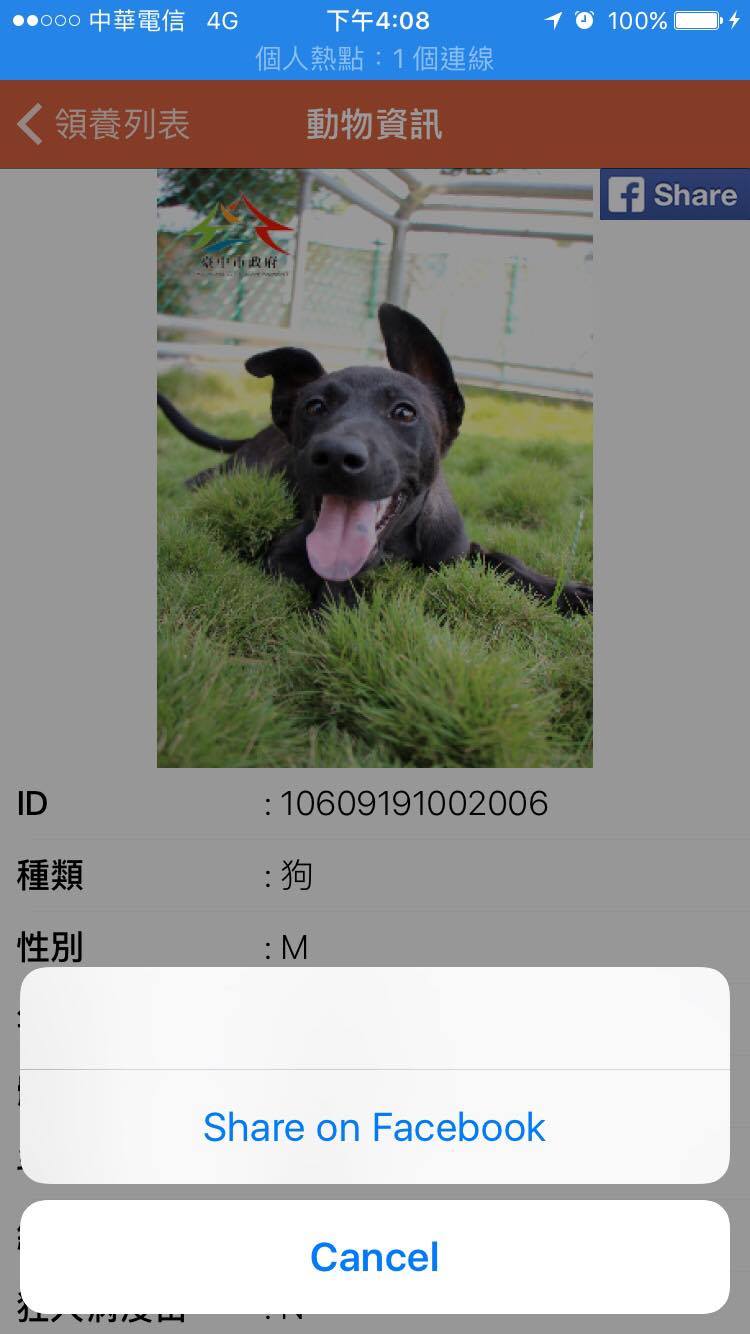 中華電信 4G 下午4:08 100%
個人熱點：1 個連線
領養列表 動物資訊
Share
臺中市政府
ID : 10609191002006
種類 : 狗
性別 : M
Share on Facebook
Cancel